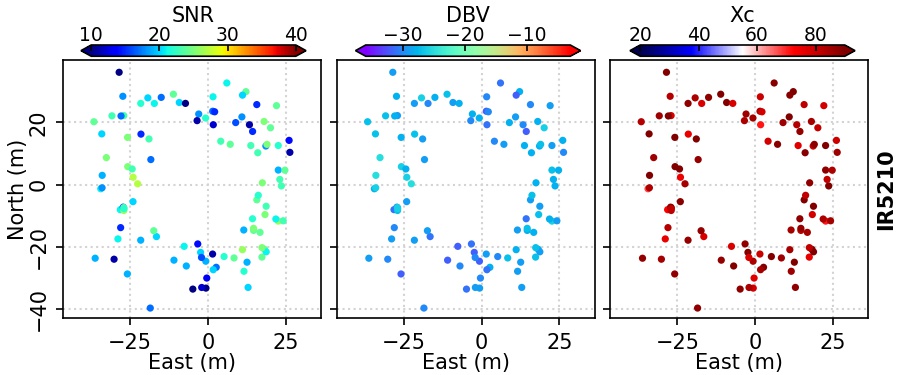 SNR DBV Xc
10 20 30 40 −30 −20 −10 20 40 60 80
20
0
−20
−40
North (m)
−25 0 25 −25 0 25 −25 0 25
East (m) East (m) East (m)
IR5210